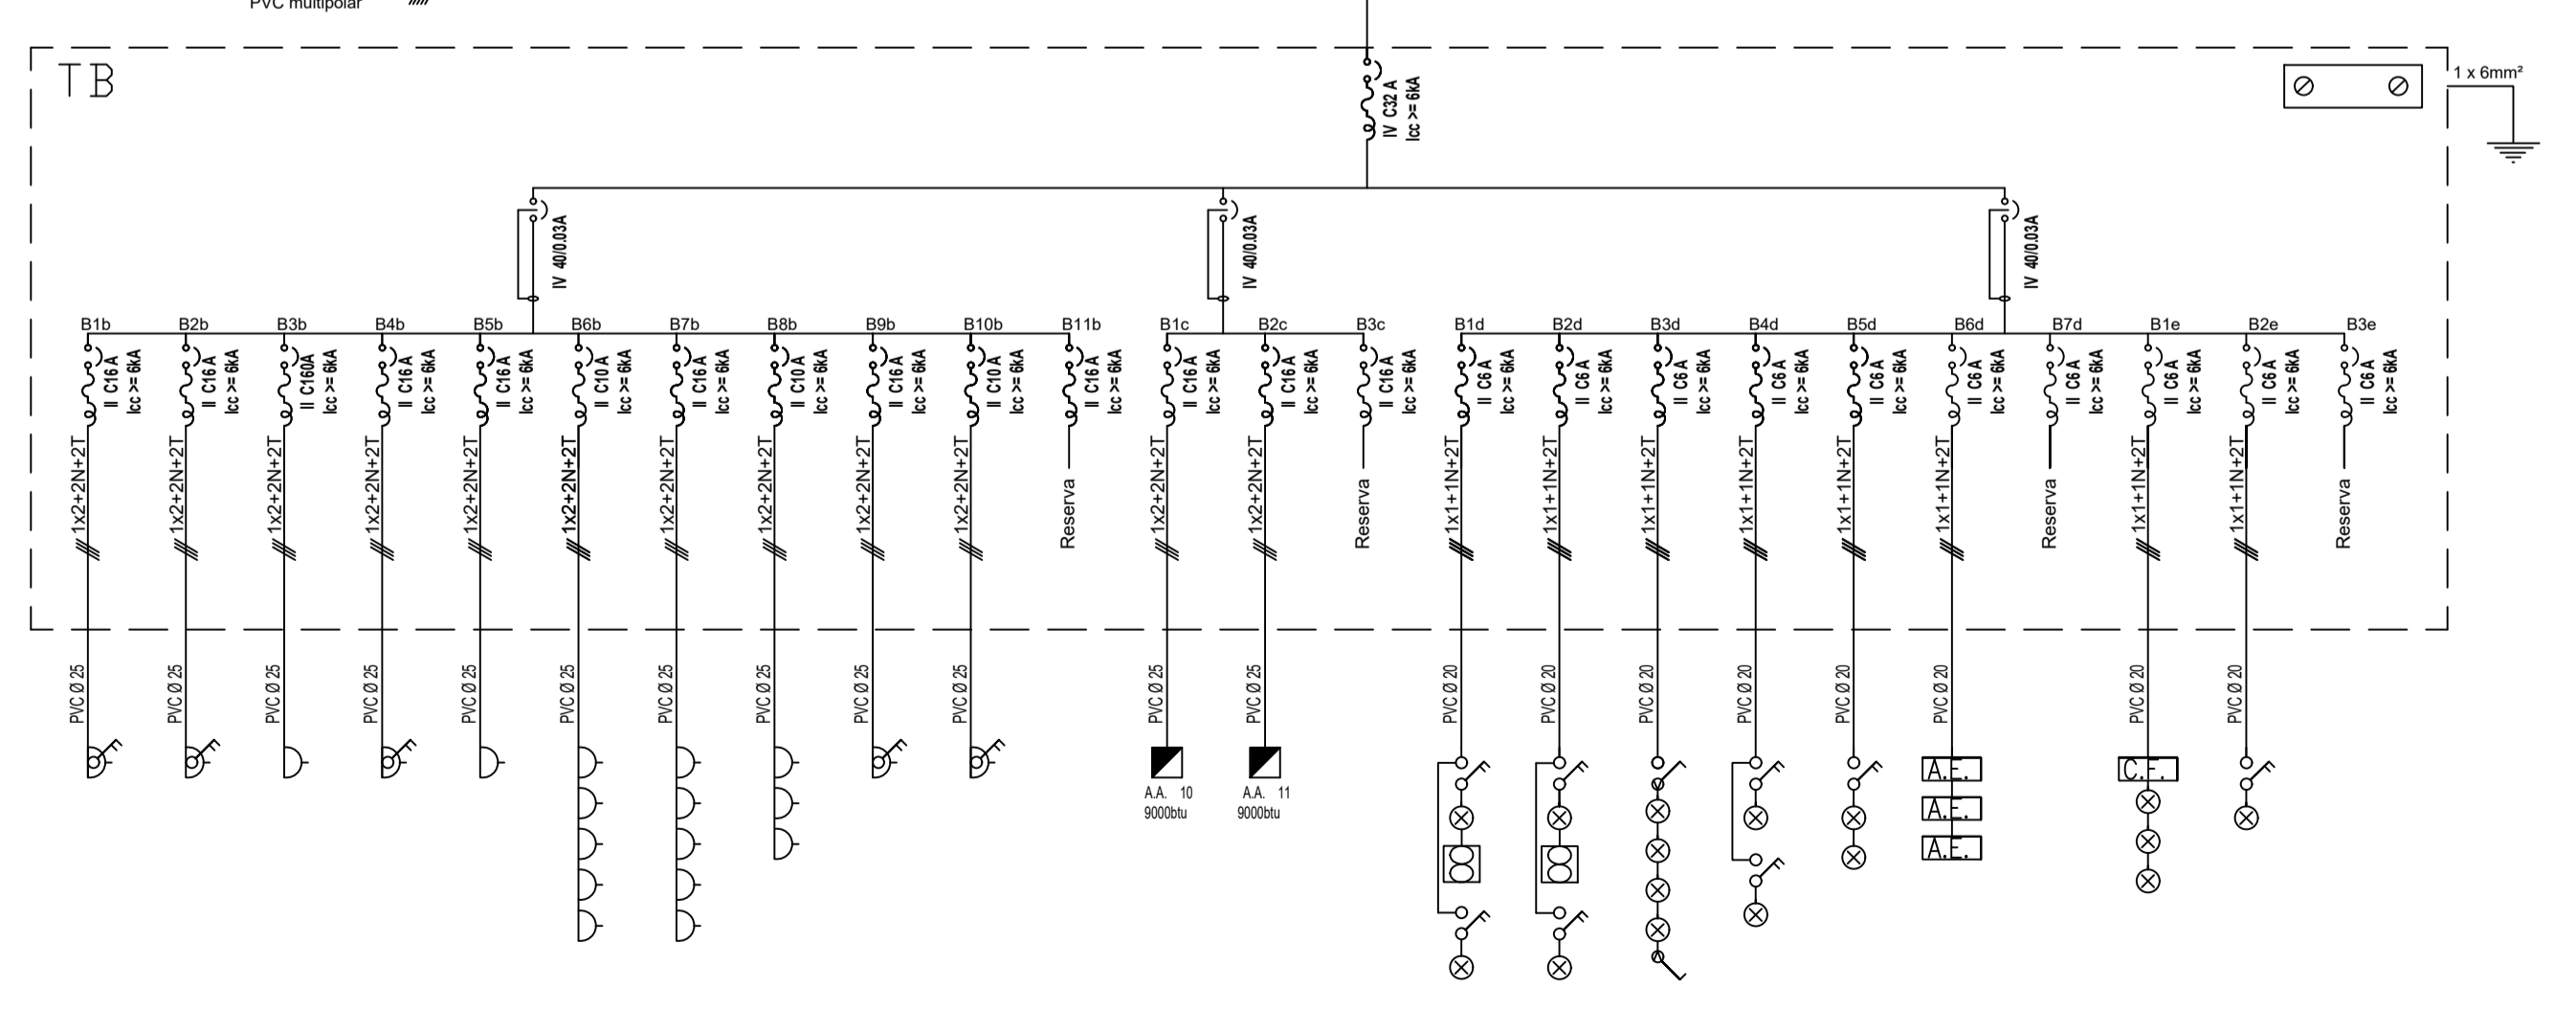 PVC multipolar
TB
1 x 6mm²
IV C32 A
Icc >= 6kA
IV 40/0.03A
IV 40/0.03A
IV 40/0.03A
B1b B2b B3b B4b B5b B6b B7b B8b B9b B10b B11b B1c B2c B3c B1d B2d B3d B4d B5d B6d B7d B1e B2e B3e
II C16 A
Icc >= 6kA
II C16 A
Icc >= 6kA
II C160A
Icc >= 6kA
II C16 A
Icc >= 6kA
II C16 A
Icc >= 6kA
II C10 A
Icc >= 6kA
II C16 A
Icc >= 6kA
II C10 A
Icc >= 6kA
II C16 A
Icc >= 6kA
II C10 A
Icc >= 6kA
II C16 A
Icc >= 6kA
II C16 A
Icc >= 6kA
II C16 A
Icc >= 6kA
II C16 A
Icc >= 6kA
II C6 A
Icc >= 6kA
II C6 A
Icc >= 6kA
II C6 A
Icc >= 6kA
II C6 A
Icc >= 6kA
II C6 A
Icc >= 6kA
II C6 A
Icc >= 6kA
II C6 A
Icc >= 6kA
II C6 A
Icc >= 6kA
II C6 A
Icc >= 6kA
II C6 A
Icc >= 6kA
1x2+2N+2T
1x2+2N+2T
1x2+2N+2T
1x2+2N+2T
1x2+2N+2T
1x2+2N+2T
1x2+2N+2T
1x2+2N+2T
1x2+2N+2T
1x2+2N+2T
Reserva
1x2+2N+2T
1x2+2N+2T
Reserva
1x1+1N+2T
1x1+1N+2T
1x1+1N+2T
1x1+1N+2T
1x1+1N+2T
1x1+1N+2T
Reserva
1x1+1N+2T
1x1+1N+2T
Reserva
PVC Ø 25
PVC Ø 25
PVC Ø 25
PVC Ø 25
PVC Ø 25
PVC Ø 25
PVC Ø 25
PVC Ø 25
PVC Ø 25
PVC Ø 25
PVC Ø 25
PVC Ø 25
PVC Ø 20
PVC Ø 20
PVC Ø 20
PVC Ø 20
PVC Ø 20
PVC Ø 20
PVC Ø 20
PVC Ø 20
A.A. 10
9000btu
A.A. 11
9000btu
A.E.
A.E.
A.E.
C.F.